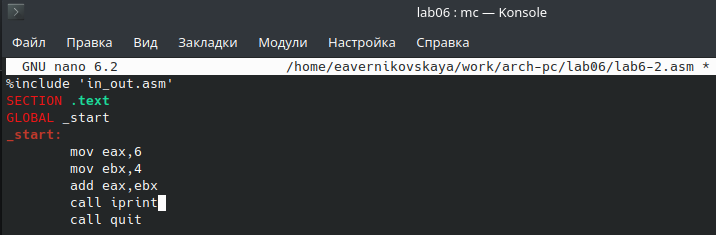 lab06 : mc — Konsole
Файл Правка Вид Закладки Модули Настройка Справка
GNU nano 6.2 /home/eavernikovskaya/work/arch-pc/lab06/lab6-2.asm *
%include 'in_out.asm'
SECTION .text
GLOBAL _start
_start:
mov eax,6
mov ebx,4
add eax,ebx
call iprint
call quit